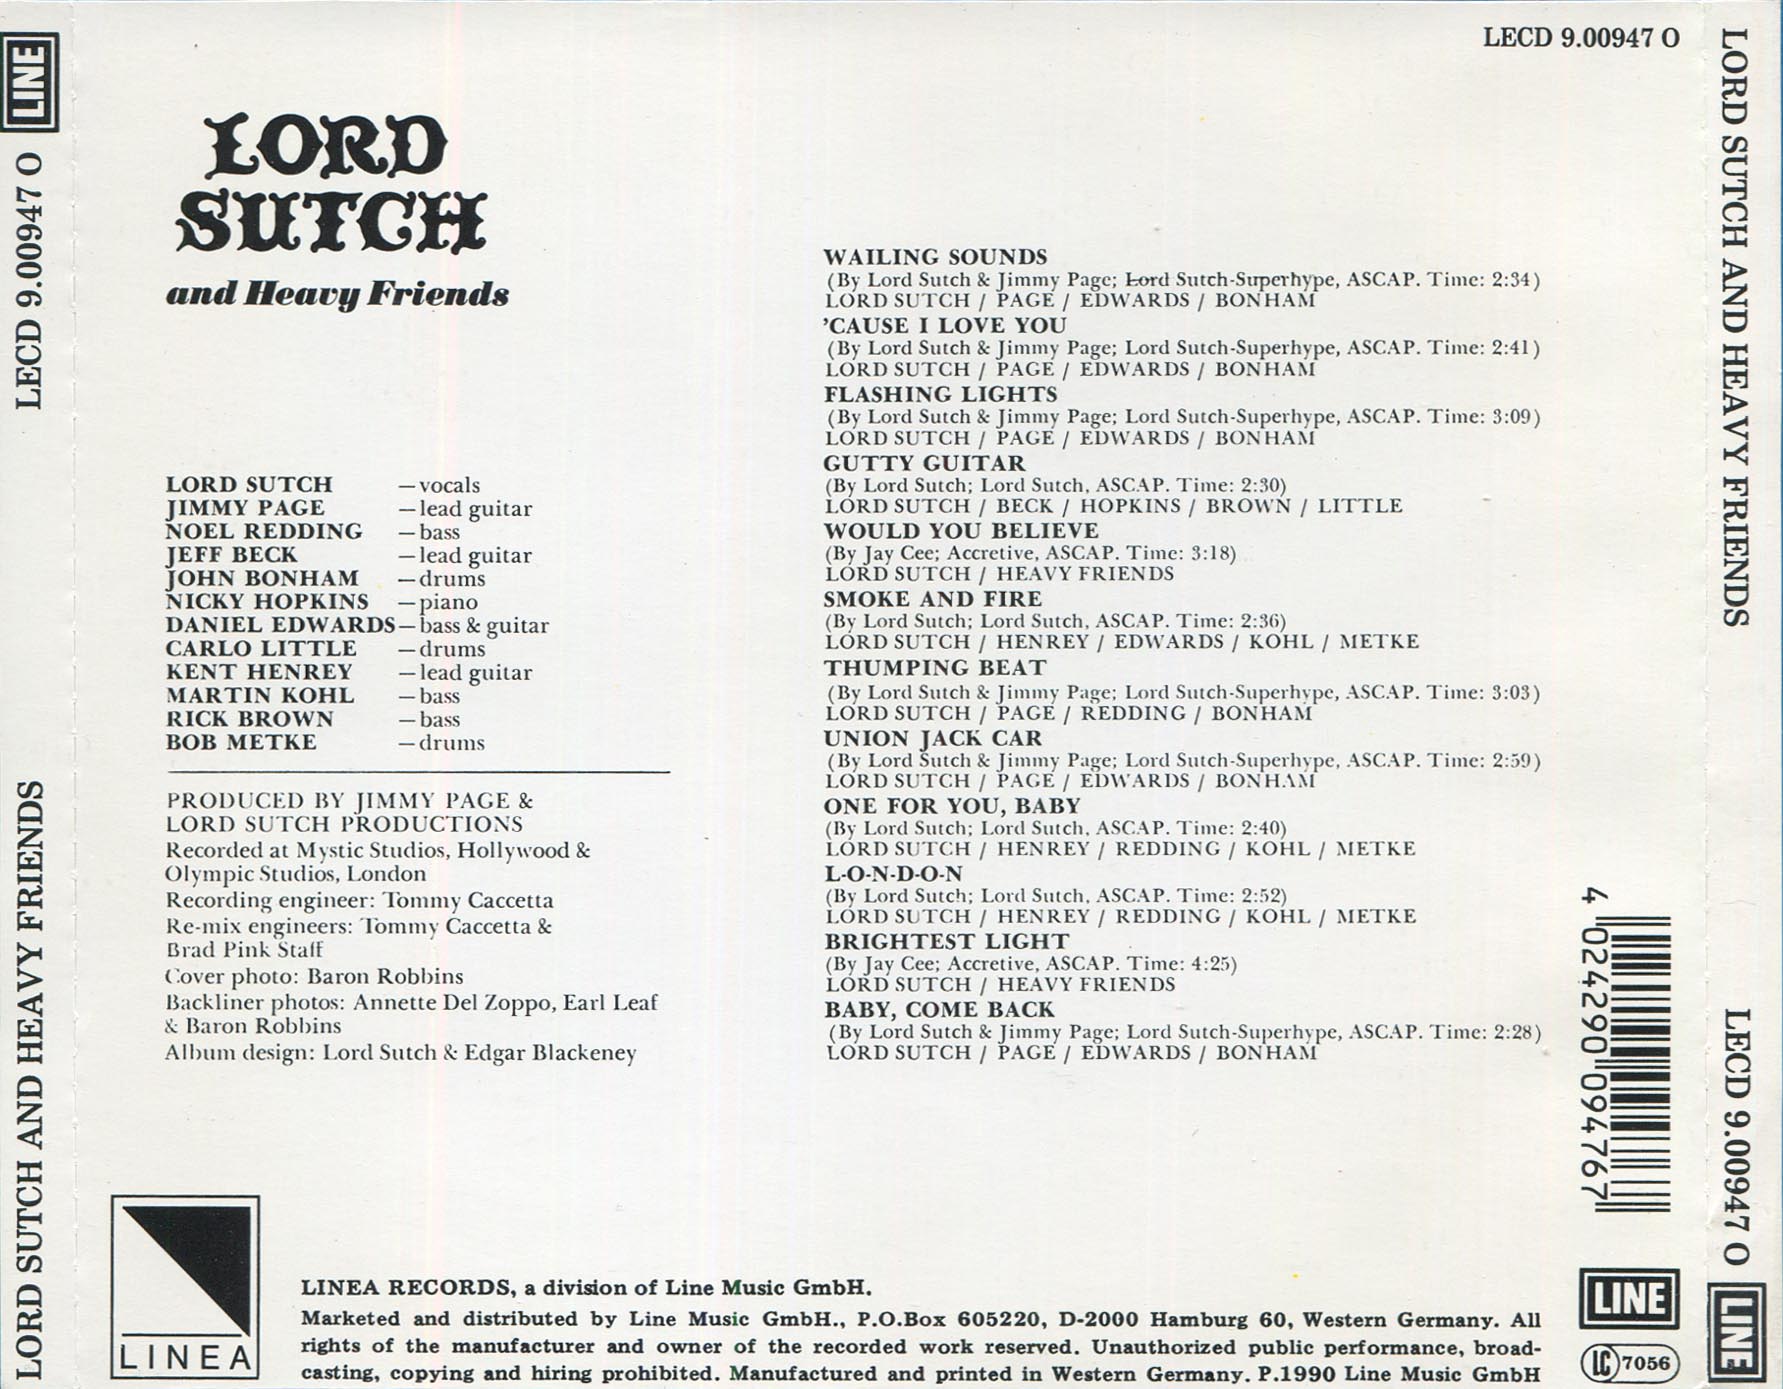 LINE
LECD 9.00947 O
LORD SUTCH AND HEAVY FRIENDS
LECD 9.00947 O
LORD
SUTCH
and Heavy Friends
LORD SUTCH —vocals
JIMMY PAGE —lead guitar
NOEL REDDING —bass
JEFF BECK —lead guitar
JOHN BONHAM —drums
NICKY HOPKINS —piano
DANIEL EDWARDS—bass & guitar
CARLO LITTLE —drums
KENT HENREY —lead guitar
MARTIN KOHL —bass
RICK BROWN —bass
BOB METKE —drums
PRODUCED BY JIMMY PAGE &
LORD SUTCH PRODUCTIONS
Recorded at Mystic Studios, Hollywood &
Olympic Studios, London
Recording engineer: Tommy Caccetta
Re-mix engineers: Tommy Caccetta &
Brad Pink Staff
Cover photo: Baron Robbins
Backliner photos: Annette Del Zoppo, Earl Leaf
& Baron Robbins
Album design: Lord Sutch & Edgar Blackeney
WAILING SOUNDS
(By Lord Sutch & Jimmy Page; Lord Sutch-Superhype, ASCAP. Time: 2:34)
LORD SUTCH / PAGE / EDWARDS / BONHAM
'CAUSE I LOVE YOU
(By Lord Sutch & Jimmy Page; Lord Sutch-Superhype, ASCAP. Time: 2:41)
LORD SUTCH / PAGE / EDWARDS / BONHAM
FLASHING LIGHTS
(By Lord Sutch & Jimmy Page; Lord Sutch-Superhype, ASCAP. Time: 3:09)
LORD SUTCH / PAGE / EDWARDS / BONHAM
GUTTY GUITAR
(By Lord Sutch; Lord Sutch, ASCAP. Time: 2:30)
LORD SUTCH / BECK / HOPKINS / BROWN / LITTLE
WOULD YOU BELIEVE
(By Jay Cee; Accretive, ASCAP. Time: 3:18)
LORD SUTCH / HEAVY FRIENDS
SMOKE AND FIRE
(By Lord Sutch; Lord Sutch, ASCAP. Time: 2:36)
LORD SUTCH / HENREY / EDWARDS / KOHL / METKE
THUMPING BEAT
(By Lord Sutch & Jimmy Page; Lord Sutch-Superhype, ASCAP. Time: 3:03)
LORD SUTCH / PAGE / REDDING / BONHAM
UNION JACK CAR
(By Lord Sutch & Jimmy Page; Lord Sutch-Superhype, ASCAP. Time: 2:59)
LORD SUTCH / PAGE / EDWARDS / BONHAM
ONE FOR YOU, BABY
(By Lord Sutch; Lord Sutch, ASCAP. Time: 2:40)
LORD SUTCH / HENREY / REDDING / KOHL / METKE
L-O-N-D-O-N
(By Lord Sutch; Lord Sutch, ASCAP. Time: 2:52)
LORD SUTCH / HENREY / REDDING / KOHL / METKE
BRIGHTEST LIGHT
(By Jay Cee; Accretive, ASCAP. Time: 4:25)
LORD SUTCH / HEAVY FRIENDS
BABY, COME BACK
(By Lord Sutch & Jimmy Page; Lord Sutch-Superhype, ASCAP. Time: 2:28)
LORD SUTCH / PAGE / EDWARDS / BONHAM
4 024290 094767
LINEA
LINEA RECORDS, a division of Line Music GmbH.
Marketed and distributed by Line Music GmbH., P.O.Box 605220, D-2000 Hamburg 60, Western Germany. All
rights of the manufacturer and owner of the recorded work reserved. Unauthorized public performance, broad-
casting, copying and hiring prohibited. Manufactured and printed in Western Germany. P.1990 Line Music GmbH
LINE
LC 7056
LORD SUTCH AND HEAVY FRIENDS
LECD 9.00947 O
LINE